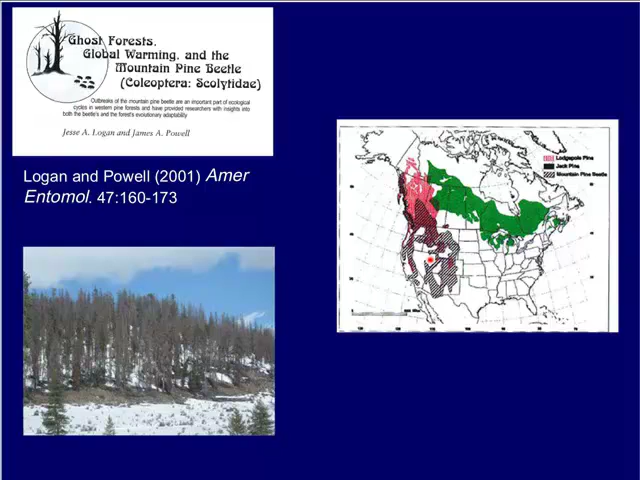 Ghost Forests,
Global Warming, and the
Mountain Pine Beetle
(Coleoptera: Scolytidae)
Outbreaks of the mountain pine beetle are an important part of ecological
cycles in western pine forests and have provided researchers with insights into
both the beetle's and the forest's evolutionary adaptability
Jesse A. Logan and James A. Powell
Logan and Powell (2001) Amer
Entomol. 47:160-173
Lodgepole Pine
Jack Pine
Mountain Pine Beetle